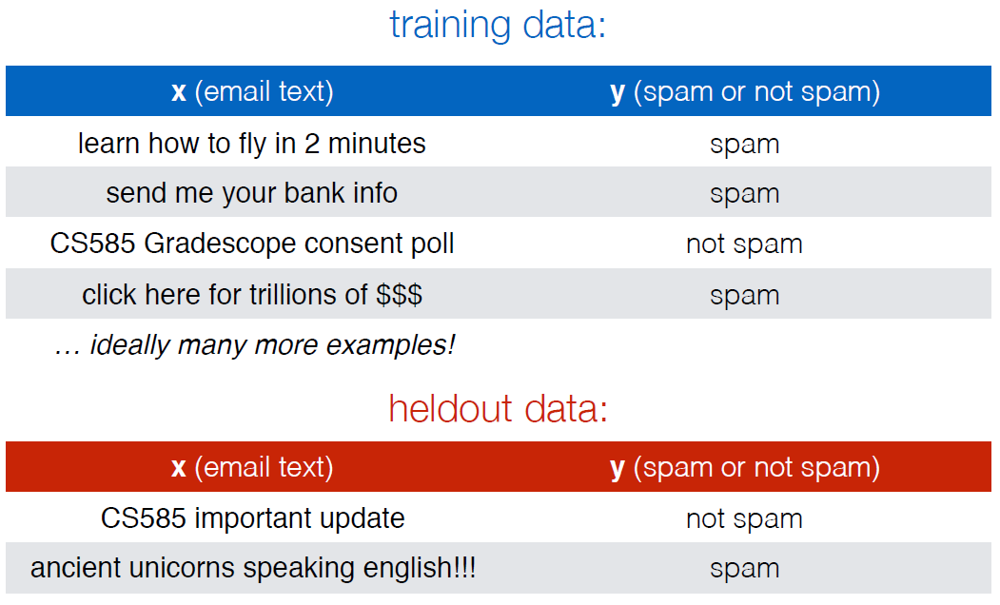 training data:
x (email text) y (spam or not spam)
learn how to fly in 2 minutes spam
send me your bank info spam
CS585 Gradescope consent poll not spam
click here for trillions of $$$ spam
… ideally many more examples!
heldout data:
x (email text) y (spam or not spam)
CS585 important update not spam
ancient unicorns speaking english!!! spam